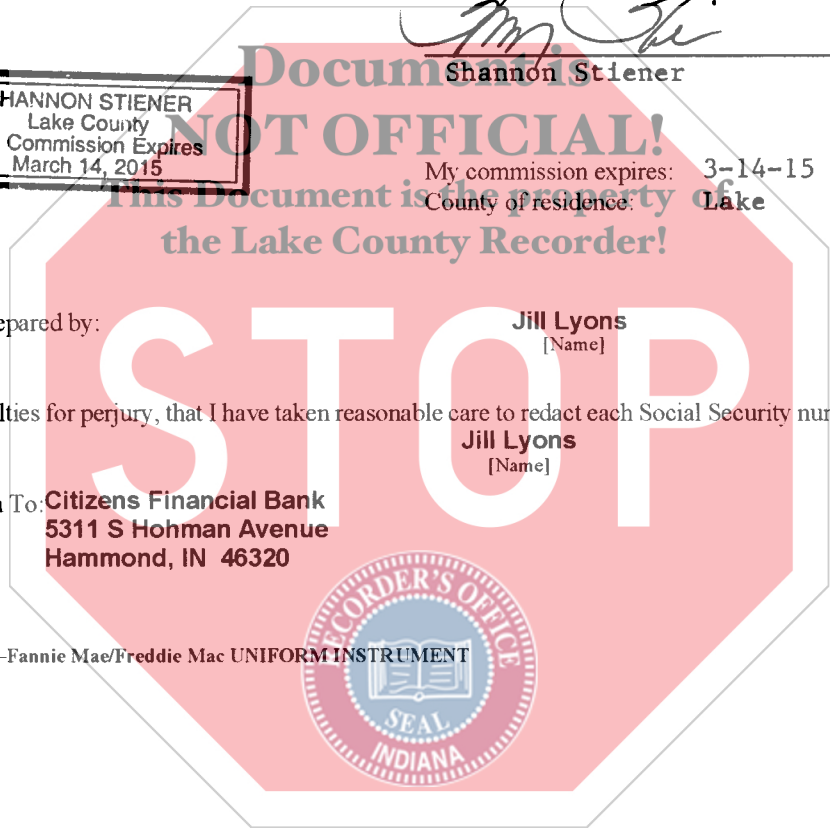 Shannon Stiener
HANNON STIENER
Lake County
Commission Expires
March 14, 2015
Document is
NOT OFFICIAL!
This Document is the property of
the Lake County Recorder!
My commission expires: 3-14-15
County of residence: Lake
STOP
epared by:
Jill Lyons
[Name]
lties for perjury, that I have taken reasonable care to redact each Social Security nu
Jill Lyons
[Name]
To: Citizens Financial Bank
5311 S Hohman Avenue
Hammond, IN 46320
–Fannie Mae/Freddie Mac UNIFORM INSTRUMENT
RECORDER'S OFFICE
SEAL
INDIANA